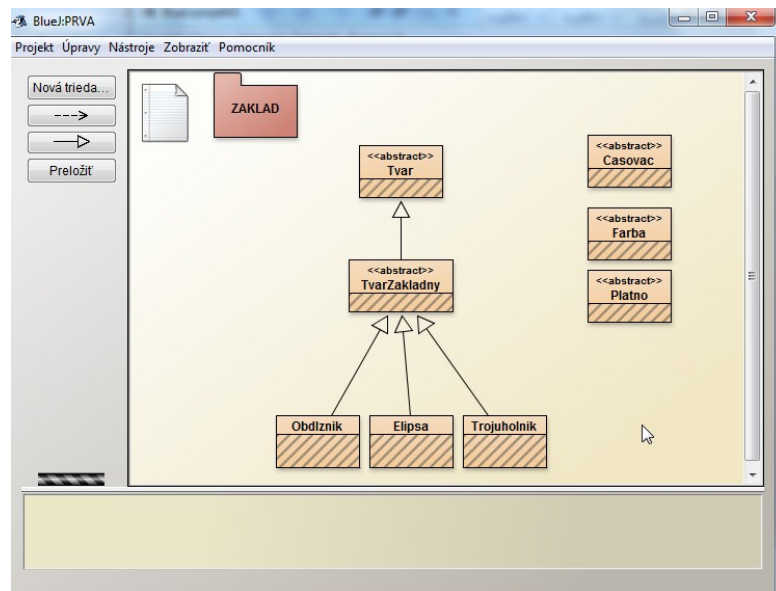 BlueJ:PRVA
Projekt Úpravy Nástroje Zobraziť Pomocník
Nová trieda...
Preložiť
ZAKLAD
<<abstract>>
Tvar
<<abstract>>
TvarZakladny
Obdlznik
Elipsa
Trojuholnik
<<abstract>>
Casovac
<<abstract>>
Farba
<<abstract>>
Platno